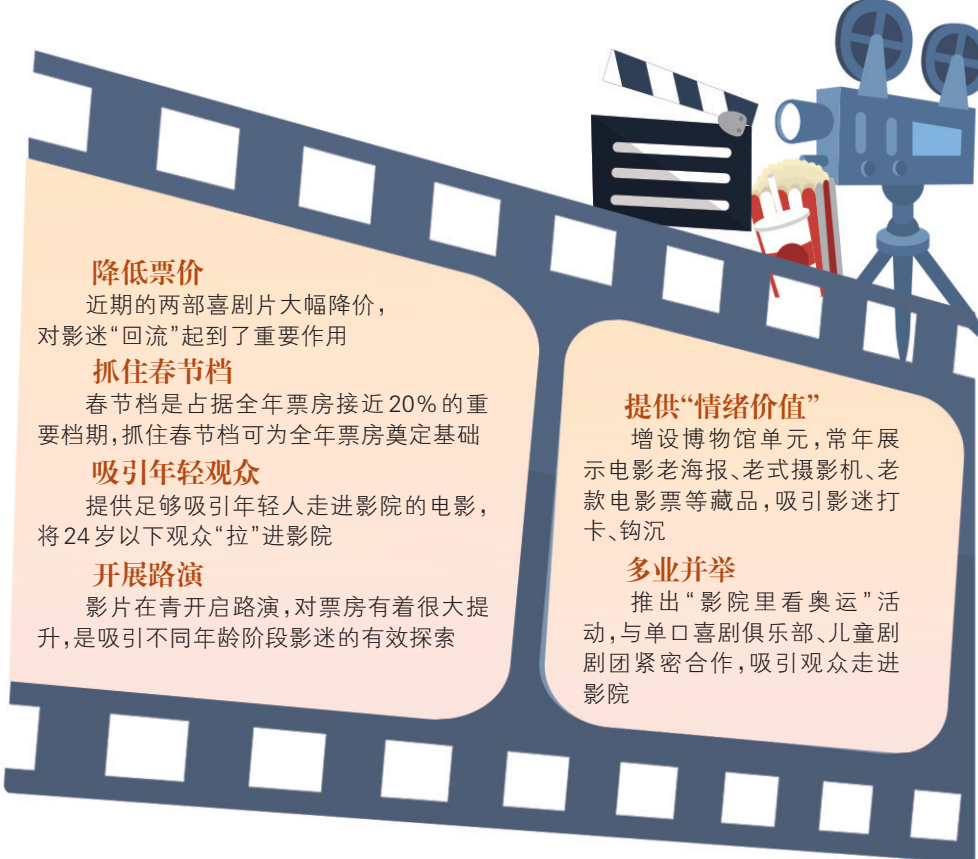 降低票价
近期的两部喜剧片大幅降价，
对影迷“回流”起到了重要作用
抓住春节档
春节档是占据全年票房接近20%的重
要档期，抓住春节档可为全年票房奠定基础
吸引年轻观众
提供足够吸引年轻人走进影院的电影，
将24岁以下观众“拉”进影院
开展路演
影片在青开启路演，对票房有着很大提
升，是吸引不同年龄阶段影迷的有效探索
提供“情绪价值”
增设博物馆单元，常年展
示电影老海报、老式摄影机、老
款电影票等藏品，吸引影迷打
卡、钩沉
多业并举
推出“影院里看奥运”活
动，与单口喜剧俱乐部、儿童剧
剧团紧密合作，吸引观众走进
影院